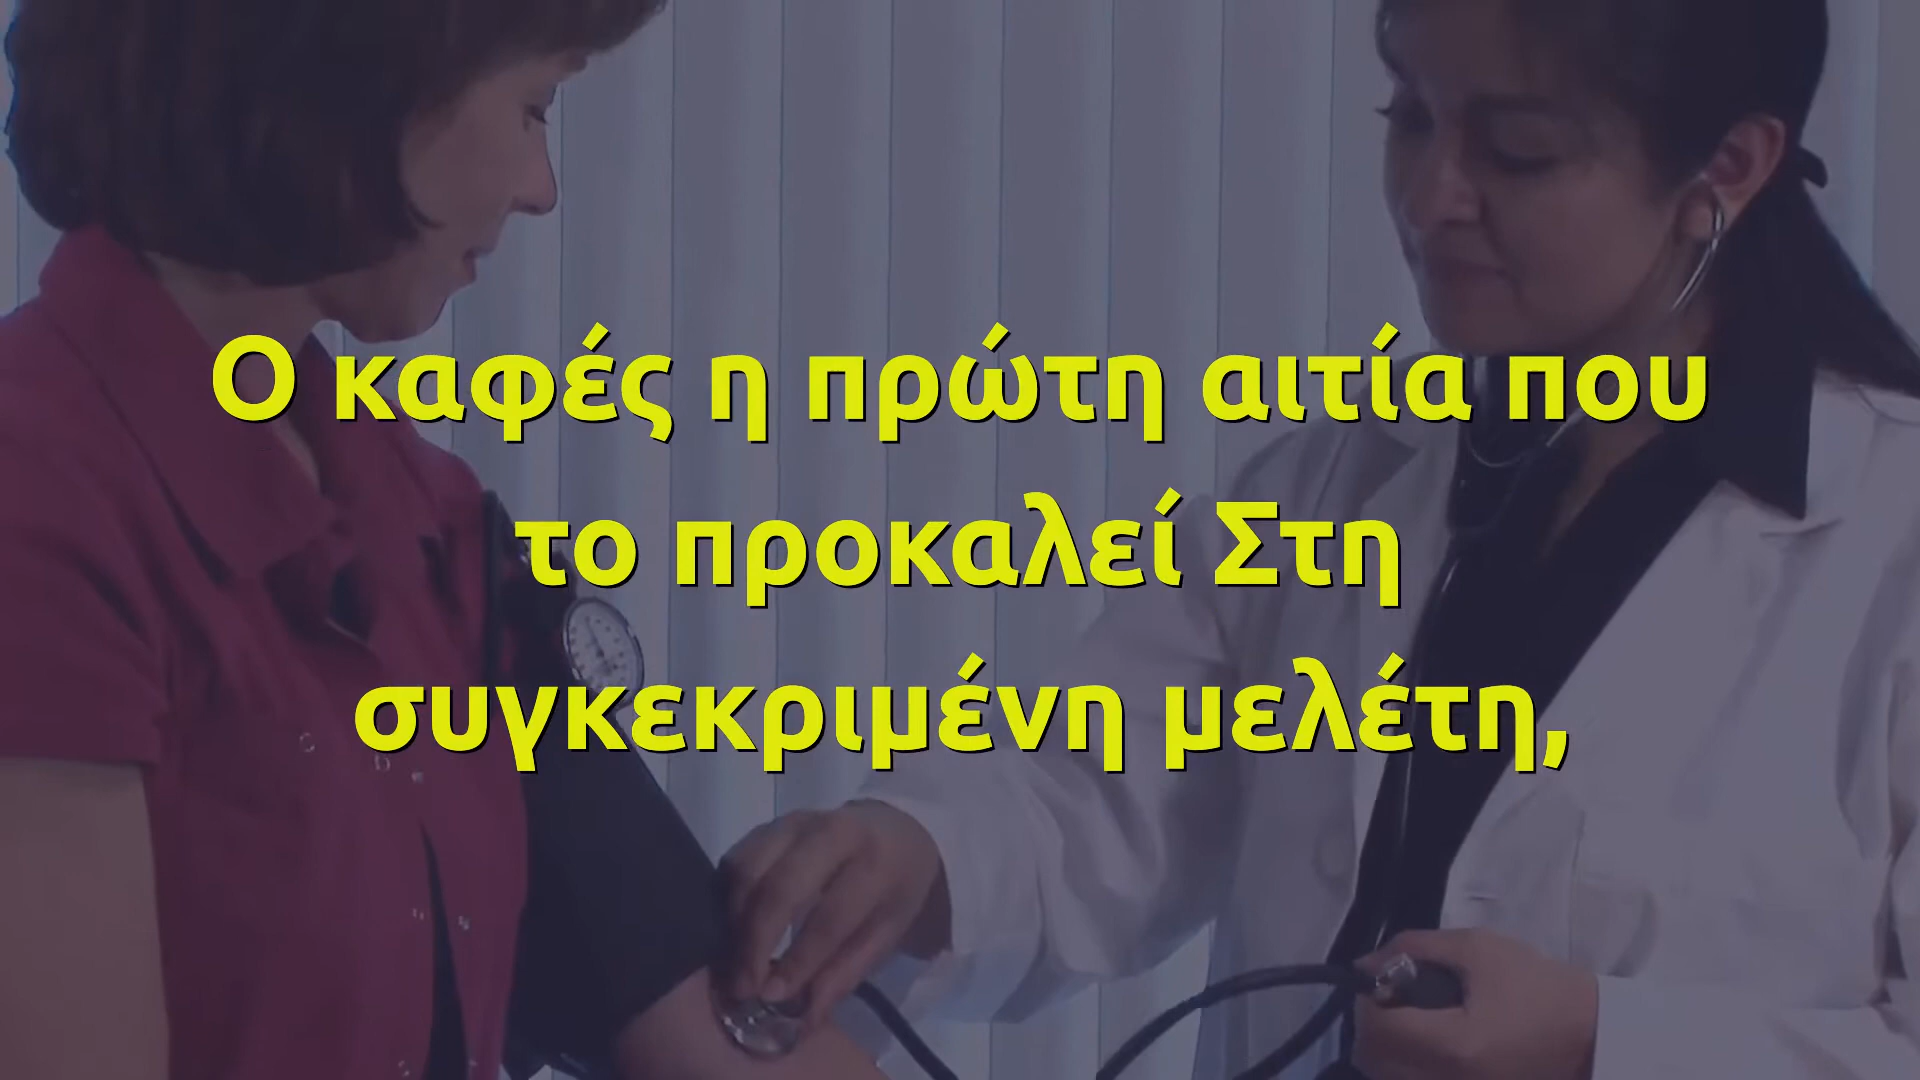 Ο καφές η πρώτη αιτία που
το προκαλεί Στη
συγκεκριμένη μελέτη,